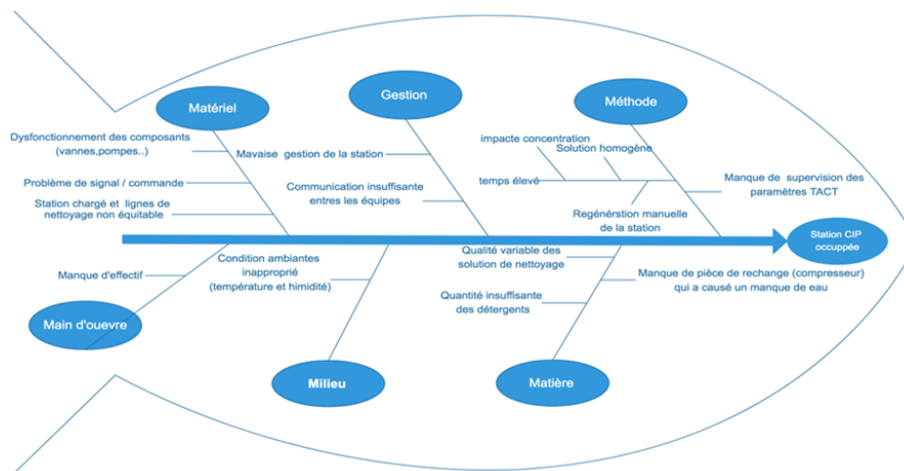 Matériel
Gestion
Méthode
Dysfonctionnement des composants
(vannes,pompes..)
Mavaise gestion de la station
impacte concentration
Solution homogène
Problème de signal / commande
temps élevé
Manque de supervision des
paramètres TACT
Communication insuffisante
entres les équipes
Station chargé et lignes de
nettoyage non équitable
Regénérstion manuelle
de la station
Station CIP
occuppée
Manque d'effectif
Condition ambiantes
inapproprié
(température et himidité)
Qualité variable des
solution de nettoyage
Manque de pièce de rechange (compresseur)
qui a causé un manque de eau
Quantité insuffisante
des détergents
Main d'ouevre
Milieu
Matière